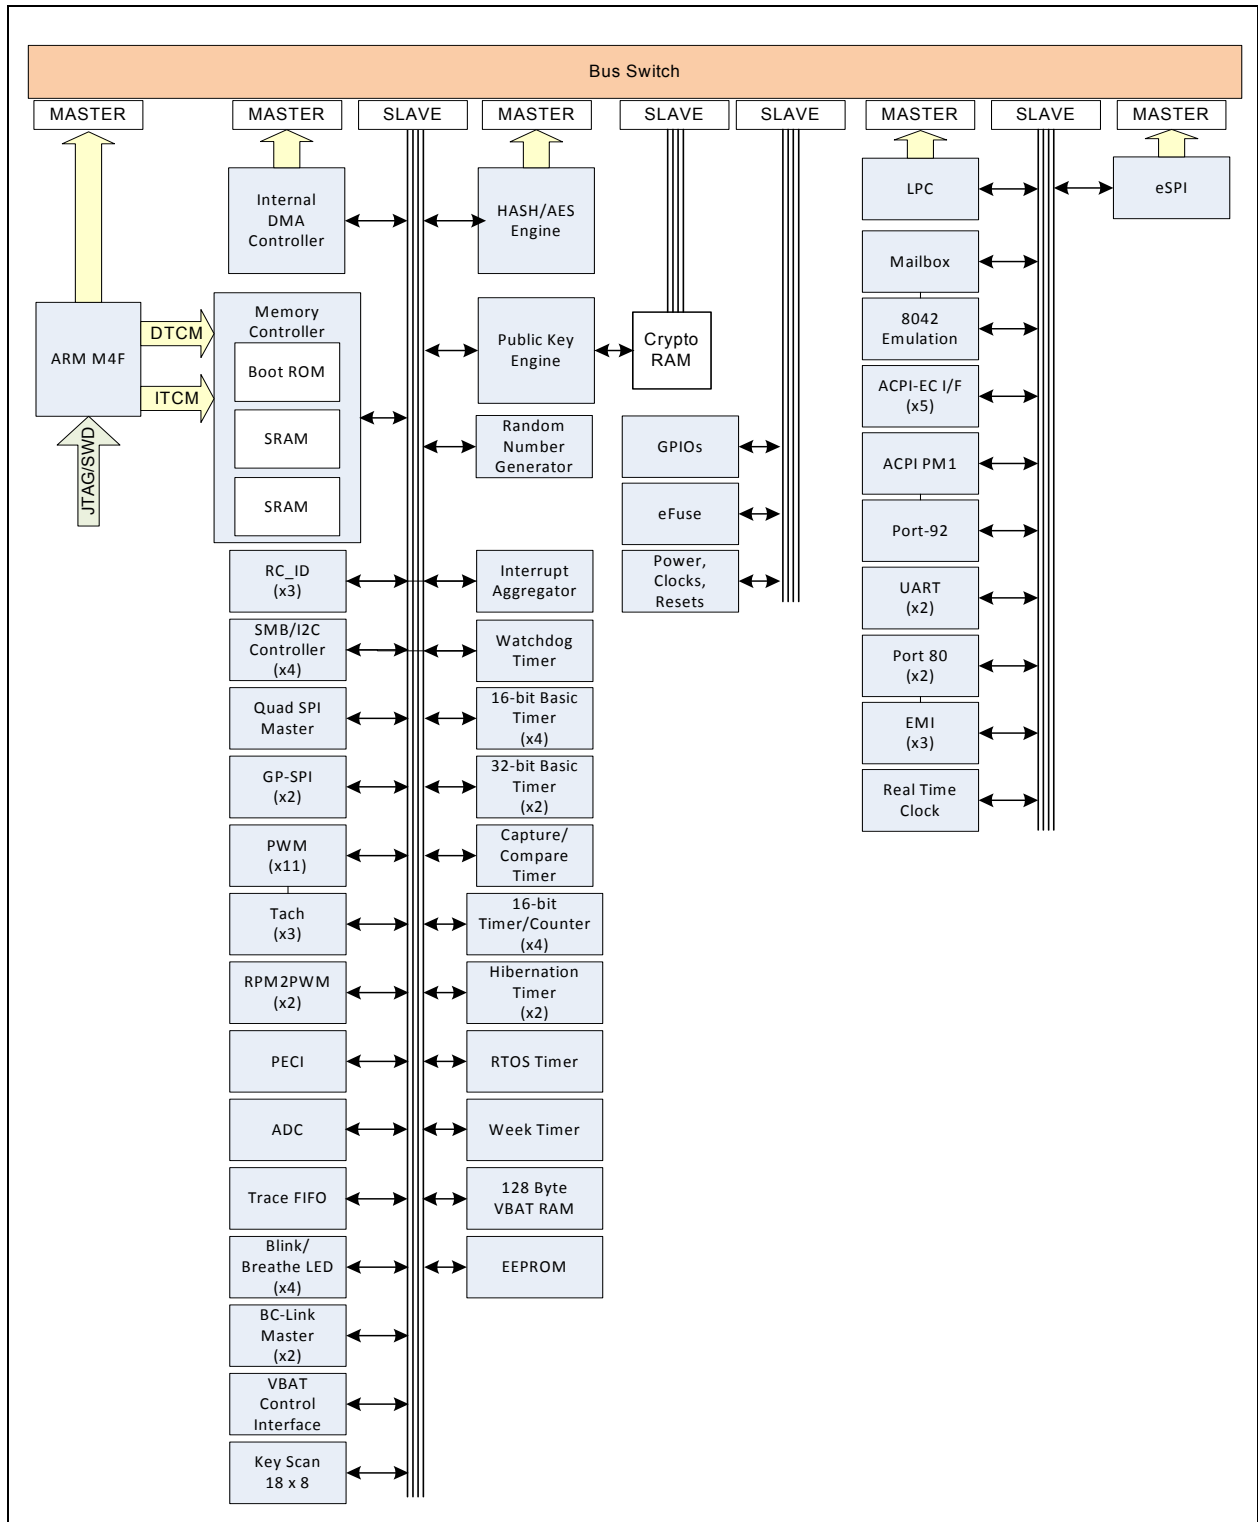 Bus Switch
MASTER
MASTER
SLAVE
MASTER
SLAVE
SLAVE
MASTER
SLAVE
MASTER
Internal
DMA
Controller
HASH/AES
Engine
LPC
eSPI
Mailbox
ARM M4F
DTCM
ITCM
JTAG/SWD
Memory
Controller
Boot ROM
SRAM
SRAM
Public Key
Engine
Crypto
RAM
8042
Emulation
ACPI-EC I/F
(x5)
Random
Number
Generator
GPIOs
ACPI PM1
eFuse
Port-92
RC_ID
(x3)
Interrupt
Aggregator
Power,
Clocks,
Resets
UART
(x2)
SMB/I2C
Controller
(x4)
Watchdog
Timer
Port 80
(x2)
Quad SPI
Master
16-bit Basic
Timer
(x4)
EMI
(x3)
GP-SPI
(x2)
32-bit Basic
Timer
(x2)
Real Time
Clock
PWM
(x11)
Capture/
Compare
Timer
Tach
(x3)
16-bit
Timer/Counter
(x4)
RPM2PWM
(x2)
Hibernation
Timer
(x2)
PECI
RTOS Timer
ADC
Week Timer
Trace FIFO
128 Byte
VBAT RAM
Blink/
Breathe LED
(x4)
EEPROM
BC-Link
Master
(x2)
VBAT
Control
Interface
Key Scan
18 x 8